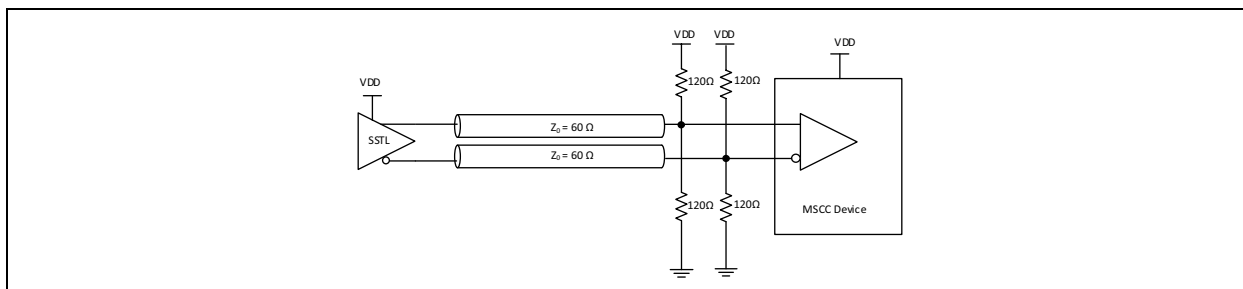 VDD VDD
VDD
VDD
120Ω 120Ω
SSTL
Z₀ = 60 Ω
Z₀ = 60 Ω
120Ω 120Ω
MSCC Device